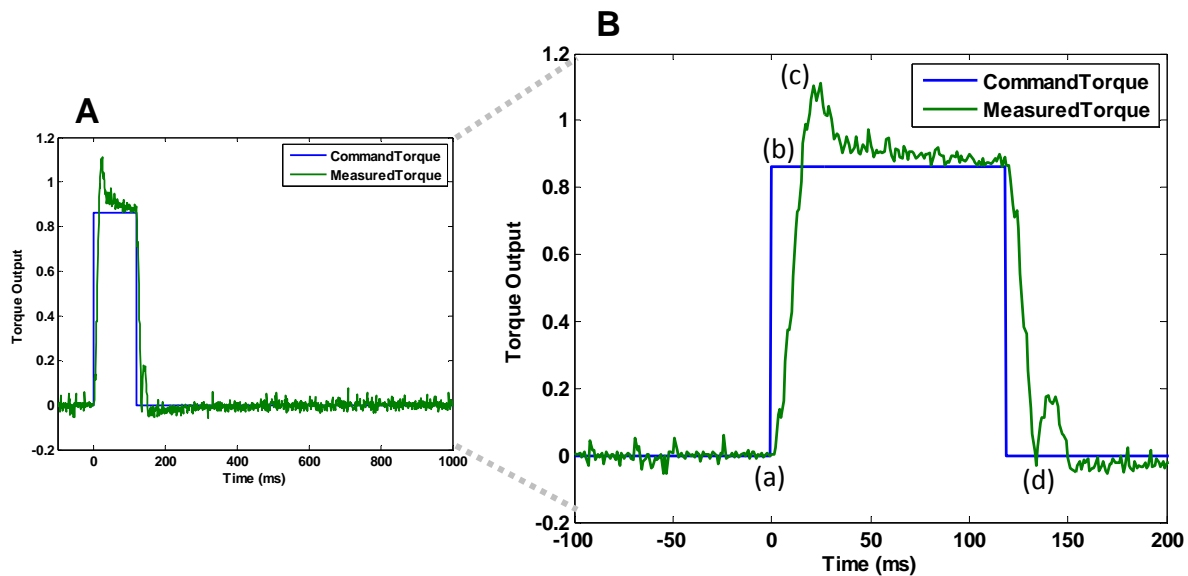 A
1.2
1
0.8
0.6
0.4
0.2
0
-0.2
0
200
400
600
800
1000
Torque Output
Time (ms)
CommandTorque
MeasuredTorque
B
1.2
1
0.8
0.6
0.4
0.2
0
-0.2
-100
-50
0
50
100
150
200
Torque Output
Time (ms)
CommandTorque
MeasuredTorque
(c)
(b)
(a)
(d)